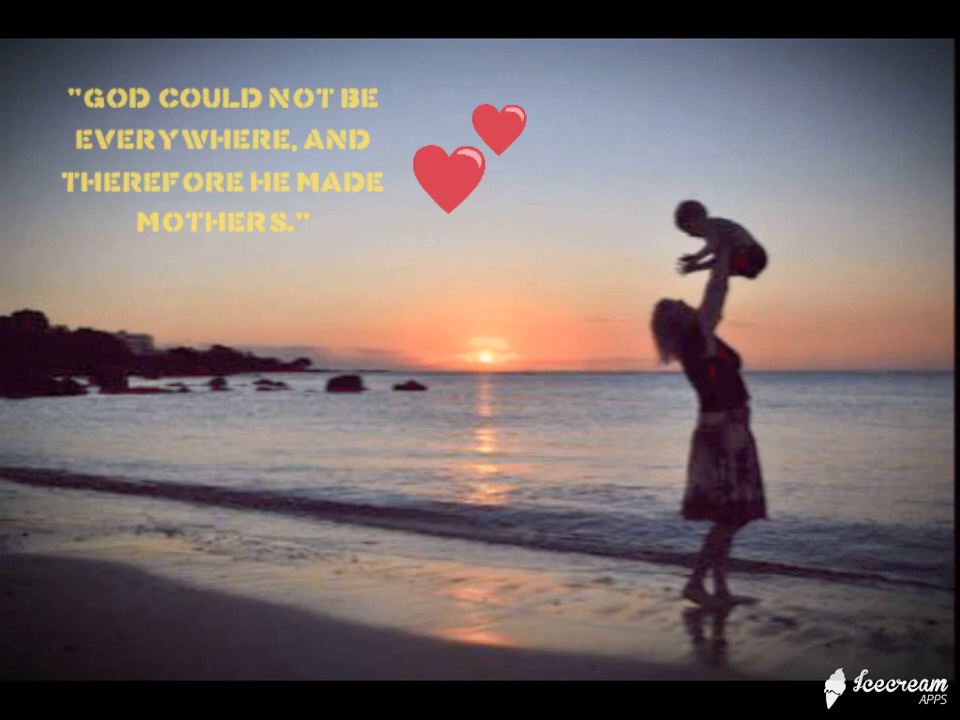 "GOD COULD NOT BE
EVERYWHERE, AND
THEREFORE HE MADE
MOTHERS."
Icecream
APPS